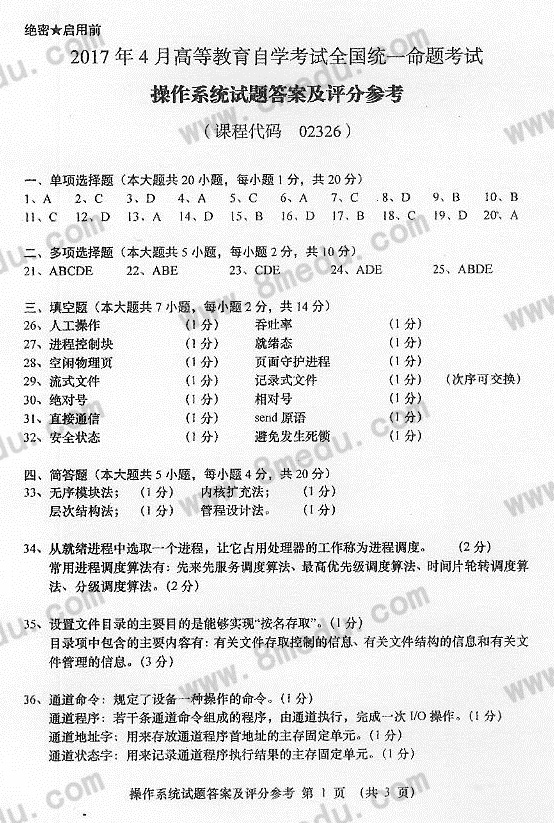 绝密★启用前
2017 年 4 月高等教育自学考试全国统一命题考试
操作系统试题答案及评分参考
（课程代码 02326）
一、单项选择题（本大题共 20 小题，每小题 1 分，共 20 分）
1、A 2、C 3、D 4、A 5、C 6、A 7、C 8、D 9、B 10、B
11、C 12、D 13、A 14、D 15、B 16、D 17、B 18、C 19、D 20、A
二、多项选择题（本大题共 5 小题，每小题 2 分，共 10 分）
21、ABCDE 22、ABE 23、CDE 24、ADE 25、ABDE
三、填空题（本大题共 7 小题，每小题 2 分，共 14 分）
26、人工操作 （1 分） 吞吐率 （1 分）
27、进程控制块 （1 分） 就绪态 （1 分）
28、空闲物理页 （1 分） 页面守护进程 （1 分）
29、流式文件 （1 分） 记录式文件 （1 分） （次序可交换）
30、绝对号 （1 分） 相对号 （1 分）
31、直接通信 （1 分） send 原语 （1 分）
32、安全状态 （1 分） 避免发生死锁 （1 分）
四、简答题（本大题共 5 小题，每小题 4 分，共 20 分）
33、无序模块法； （1 分） 内核扩充法； （1 分）
层次结构法； （1 分） 管程设计法。 （1 分）
34、从就绪进程中选取一个进程，让它占用处理器的工作称为进程调度。 （2 分）
常用进程调度算法有：先来先服务调度算法、最高优先级调度算法、时间片轮转调度算
法、分级调度算法。（2 分）
35、设置文件目录的主要目的是能够实现“按名存取”。（1 分）
目录项中包含的主要内容有：有关文件存取控制的信息、有关文件结构的信息和有关文
件管理的信息。（3 分）
36、通道命令：规定了设备一种操作的命令。（1 分）
通道程序：若干条通道命令组成的程序，由通道执行，完成一次 I/O 操作。（1 分）
通道地址字：用来存放通道程序首地址的主存固定单元。（1 分）
通道状态字：用来记录通道程序执行结果的主存固定单元。（1 分）
操作系统试题答案及评分参考 第 1 页 （共 3 页）
www.8medu.com